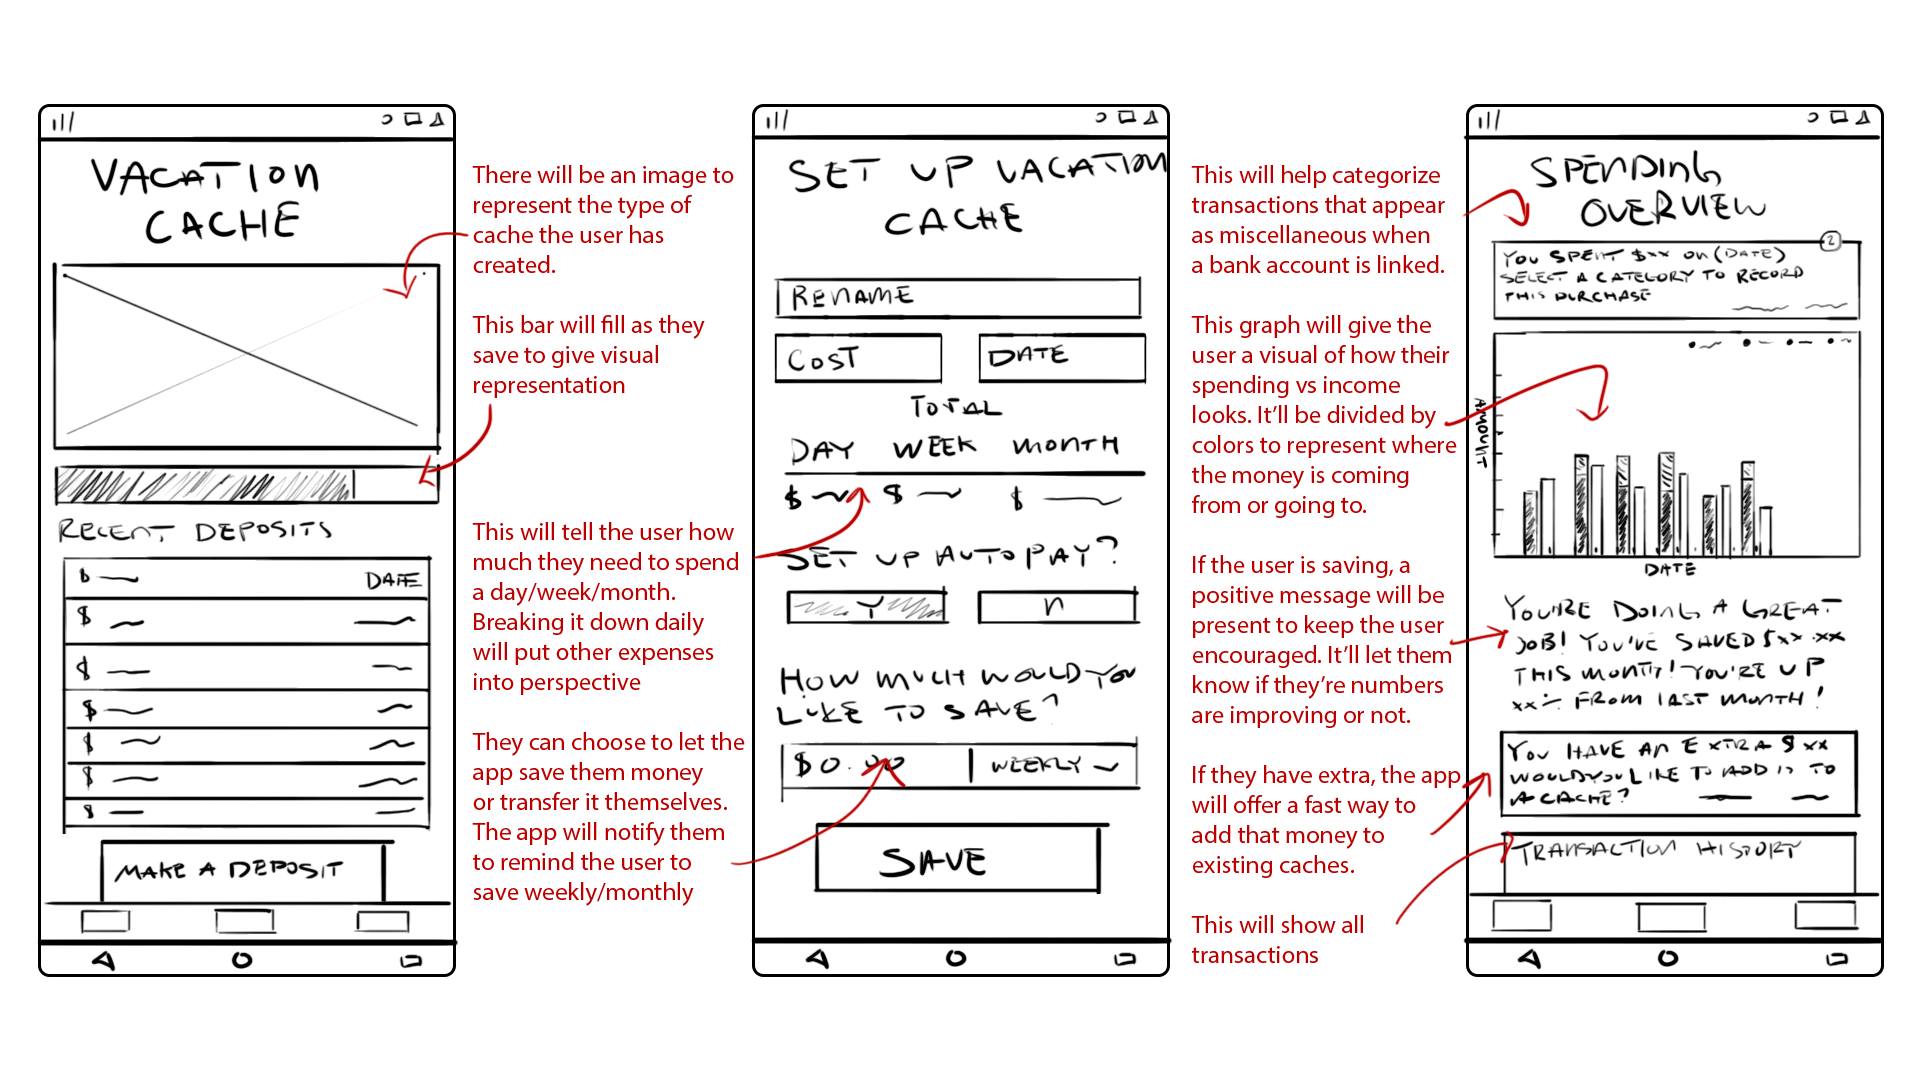 VACATION
CACHE
RECENT DEPOSITS
$ DATE
$
$
$
$
$
$
MAKE A DEPOSIT
There will be an image to
represent the type of
cache the user has
created.
This bar will fill as they
save to give visual
representation
This will tell the user how
much they need to spend
a day/week/month.
Breaking it down daily
will put other expenses
into perspective
They can choose to let the
app save them money
or transfer it themselves.
The app will notify them
to remind the user to
save weekly/monthly
SET UP VACATION
CACHE
RENAME
COST DATE
TOTAL
DAY WEEK MONTH
$ $ $
SET UP AUTOPAY?
Y N
HOW MUCH WOULD YOU
LIKE TO SAVE?
$0.00 WEEKLY
SAVE
This will help categorize
transactions that appear
as miscellaneous when
a bank account is linked.
This graph will give the
user a visual of how their
spending vs income
looks. It'll be divided by
colors to represent where
the money is coming
from or going to.
If the user is saving, a
positive message will be
present to keep the user
encouraged. It'll let them
know if they're numbers
are improving or not.
If they have extra, the app
will offer a fast way to
add that money to
existing caches.
This will show all
transactions
SPENDING
OVERVIEW
2
YOU SPENT $xx ON (DATE)
SELECT A CATEGORY TO RECORD
THIS PURCHASE
AMOUNT
DATE
YOU'RE DOING A GREAT
JOB! YOU'VE SAVED $xx.xx
THIS MONTH! YOU'RE UP
xx% FROM LAST MONTH!
YOU HAVE AN EXTRA $xx
WOULD YOU LIKE TO ADD IT TO
A CACHE?
TRANSACTION HISTORY